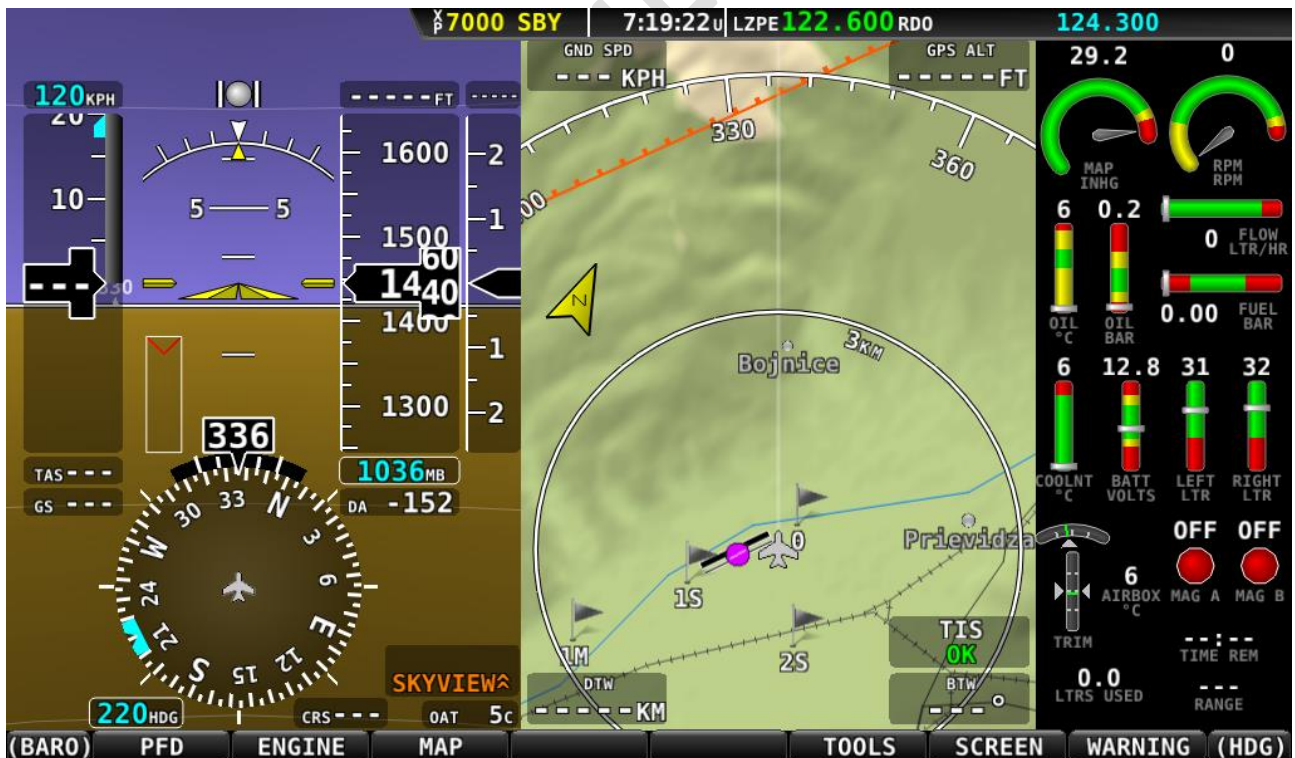 XP 7000 SBY 7:19:22U LZPE 122.600 RDO 124.300
120KPH
-----FT
-----
20
10
---
330
5 5
1600
1500
60
14 40
1400
1300
2
1
1
2
336
TAS---
GS ---
1036MB
DA -152
33
N
3
6
E
12
15
S
21
24
W
30
SKYVIEW
220HDG
CRS---
OAT 5C
GND SPD
---KPH
GPS ALT
-----FT
330
360
300
N
3KM
Bojnice
Prievidza
0
1S
1M
2S
TIS
OK
DTW
-----KM
BTW
---°
29.2 0
MAP
INHG
RPM
RPM
6 0.2
0 FLOW
LTR/HR
0.00 FUEL
BAR
OIL
°C
OIL
BAR
6 12.8 31 32
COOLNT
°C
BATT
VOLTS
LEFT
LTR
RIGHT
LTR
OFF OFF
6
AIRBOX
°C
MAG A MAG B
TRIM
--:--
TIME REM
0.0
LTRS USED
---
RANGE
(BARO) PFD ENGINE MAP TOOLS SCREEN WARNING (HDG)